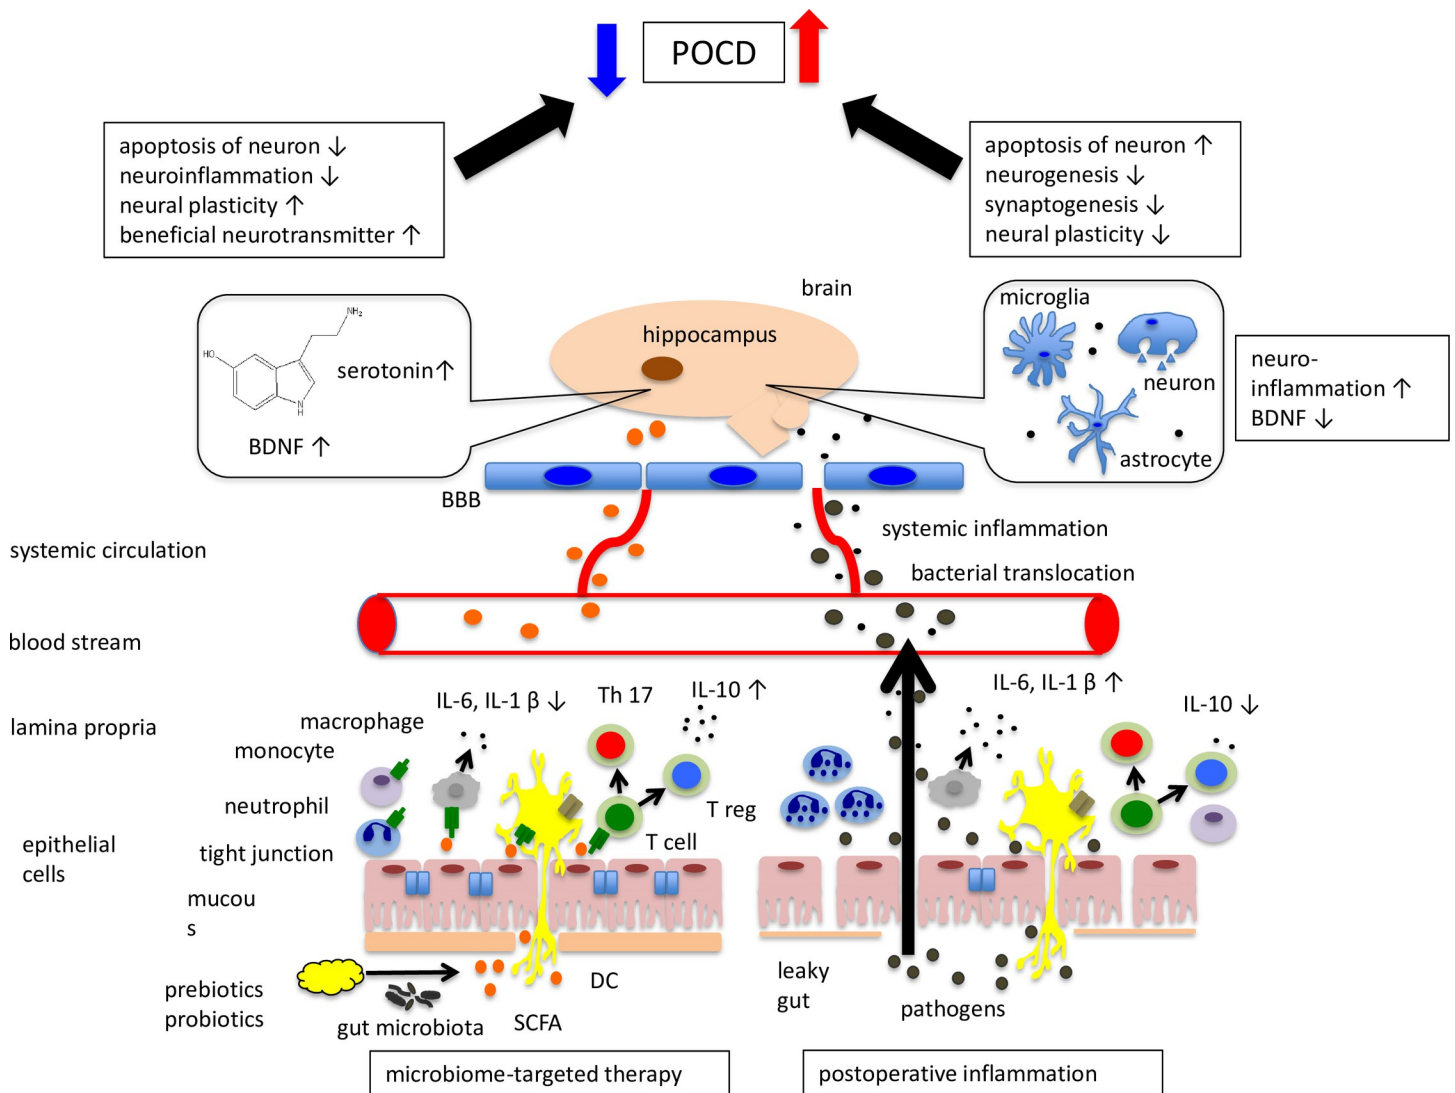 POCD
apoptosis of neuron ↓
neuroinflammation ↓
neural plasticity ↑
beneficial neurotransmitter ↑
apoptosis of neuron ↑
neurogenesis ↓
synaptogenesis ↓
neural plasticity ↓
brain
hippocampus
NH₂
HO
N
H
serotonin↑
BDNF ↑
microglia
neuron
astrocyte
neuro-
inflammation ↑
BDNF ↓
BBB
systemic circulation
systemic inflammation
bacterial translocation
blood stream
lamina propria
epithelial
cells
IL-6, IL-1 β ↓
Th 17
IL-10 ↑
macrophage
monocyte
neutrophil
T reg
T cell
tight junction
mucou
s
prebiotics
probiotics
gut microbiota
SCFA
DC
IL-6, IL-1 β ↑
IL-10 ↓
leaky
gut
pathogens
microbiome-targeted therapy
postoperative inflammation